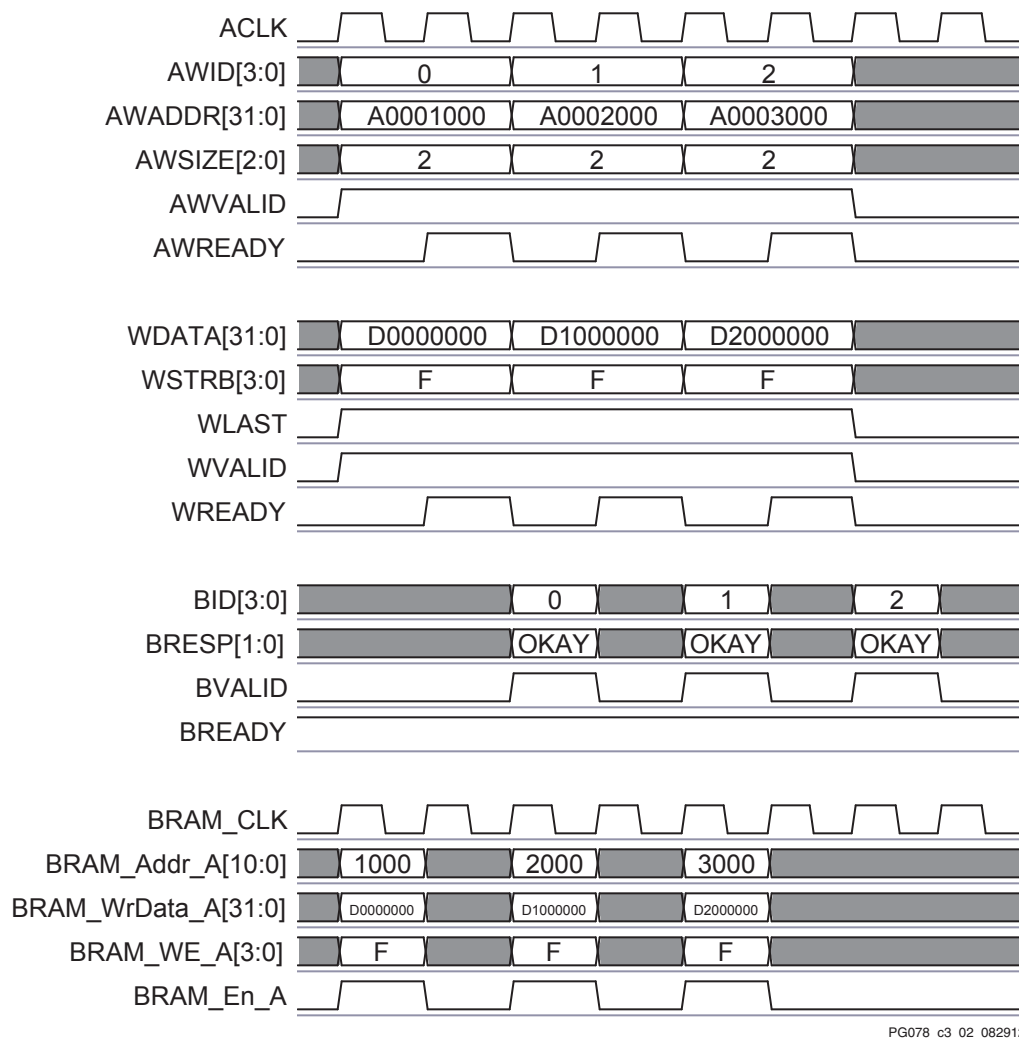 ACLK
AWID[3:0] 0 1 2
AWADDR[31:0] A0001000 A0002000 A0003000
AWSIZE[2:0] 2 2 2
AWVALID
AWREADY
WDATA[31:0] D0000000 D1000000 D2000000
WSTRB[3:0] F F F
WLAST
WVALID
WREADY
BID[3:0] 0 1 2
BRESP[1:0] OKAY OKAY OKAY
BVALID
BREADY
BRAM_CLK
BRAM_Addr_A[10:0] 1000 2000 3000
BRAM_WrData_A[31:0] D0000000 D1000000 D2000000
BRAM_WE_A[3:0] F F F
BRAM_En_A
PG078_c3_02_082912